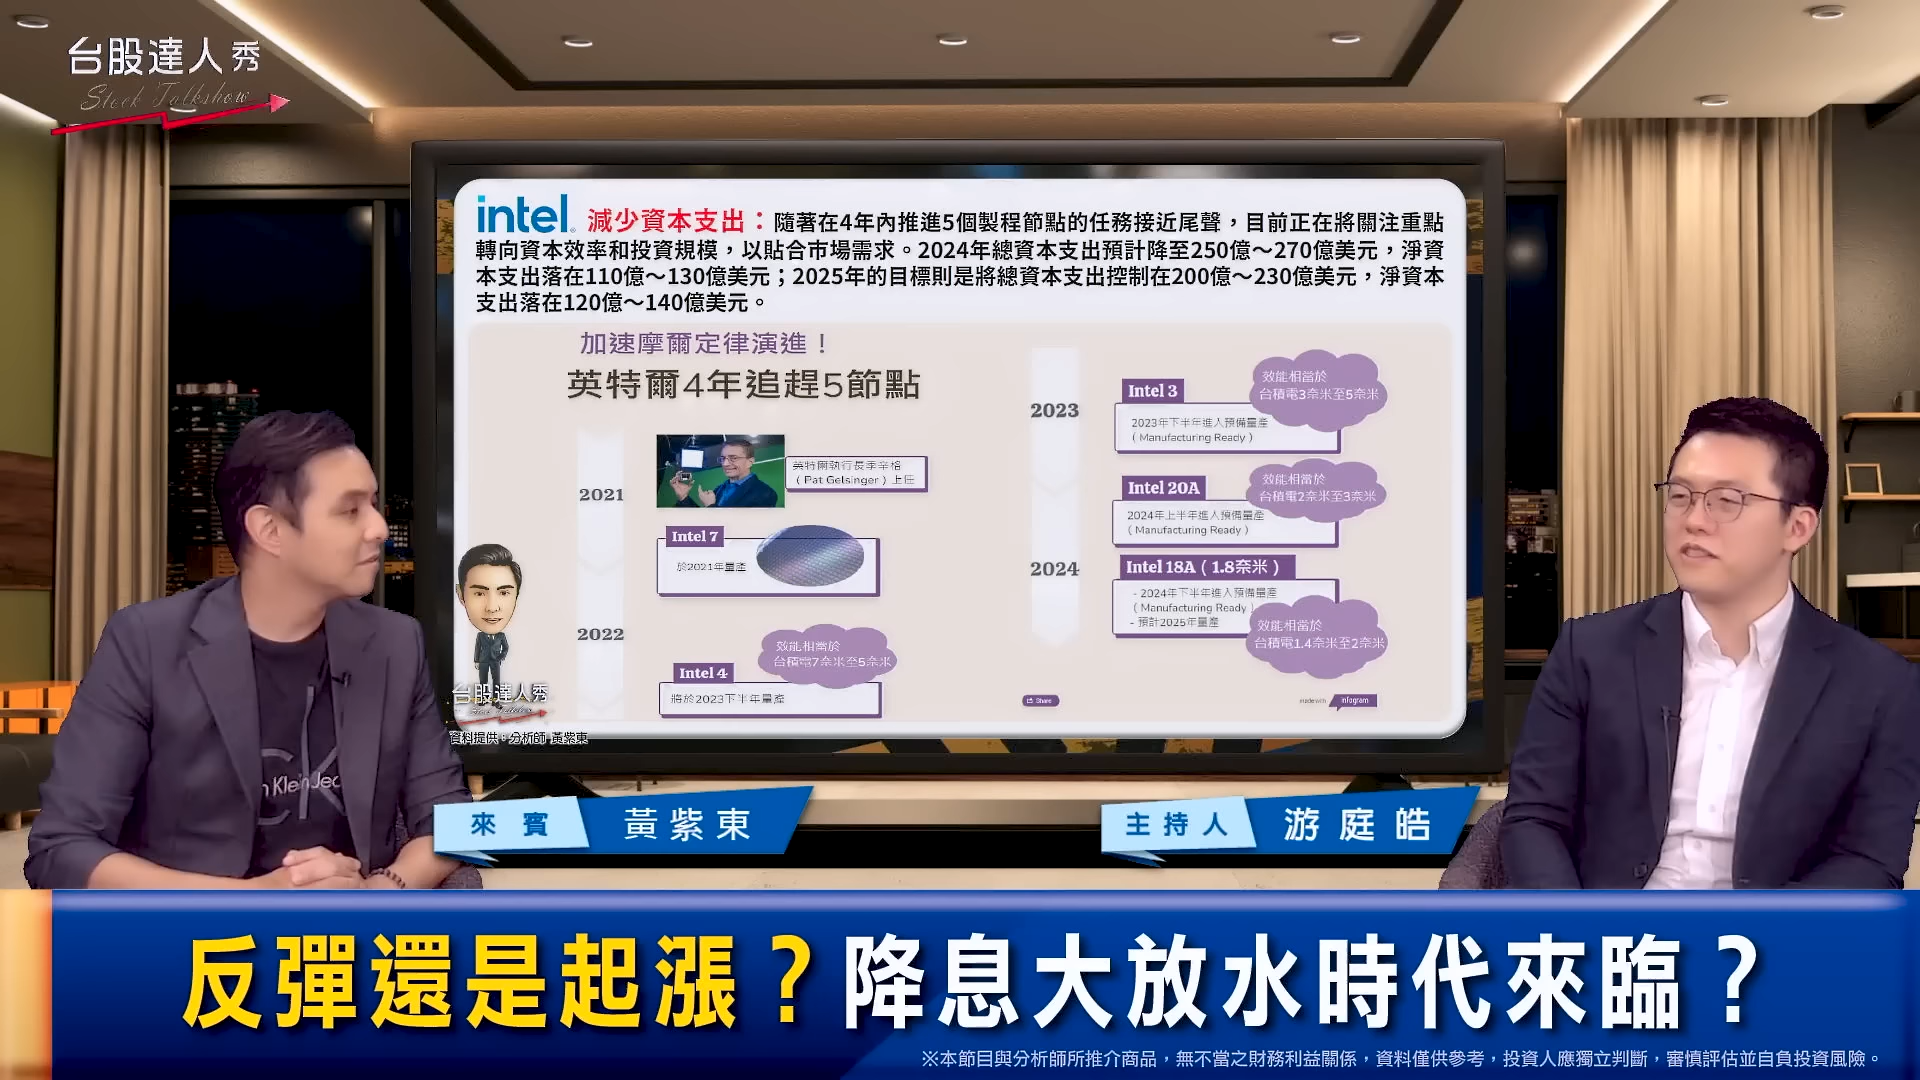 台股達人秀
Stock Talkshow
intel. 減少資本支出：隨著在4年內推進5個製程節點的任務接近尾聲，目前正在將關注重點
轉向資本效率和投資規模，以貼合市場需求。2024年總資本支出預計降至250億～270億美元，淨資
本支出落在110億～130億美元；2025年的目標則是將總資本支出控制在200億～230億美元，淨資本
支出落在120億～140億美元。
加速摩爾定律演進！
英特爾4年追趕5節點
2021
英特爾執行長季辛格
（Pat Gelsinger）上任
Intel 7
於2021年量產
2022
效能相當於
台積電7奈米至5奈米
Intel 4
將於2023下半年量產
2023
Intel 3
效能相當於
台積電3奈米至5奈米
2023年下半年進入預備量產
（Manufacturing Ready）
Intel 20A
效能相當於
台積電2奈米至3奈米
2024年上半年進入預備量產
（Manufacturing Ready）
2024
Intel 18A（1.8奈米）
- 2024年下半年進入預備量產
（Manufacturing Ready）
- 預計2025年量產
效能相當於
台積電1.4奈米至2奈米
Share
made with infogram
台股達人秀
資料提供：分析師 黃紫東
n Klein Jea
CK
來賓 黃紫東
主持人 游庭皓
反彈還是起漲？降息大放水時代來臨？
※本節目與分析師所推介商品，無不當之財務利益關係，資料僅供參考，投資人應獨立判斷，審慎評估並自負投資風險。